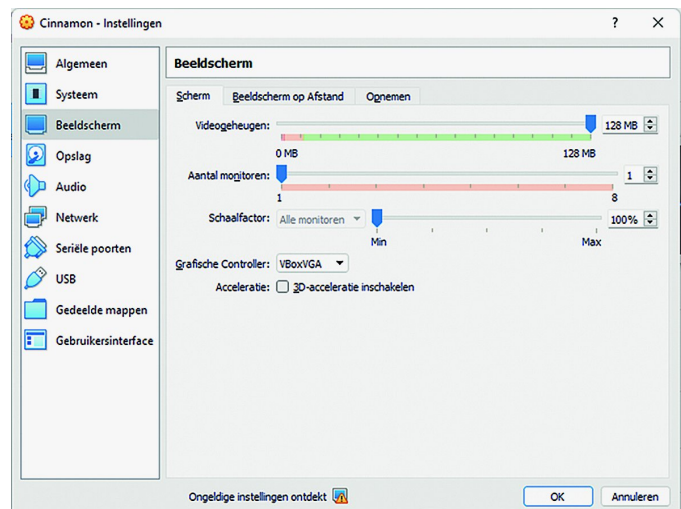 Cinnamon - Instellingen
?
Algemeen
Systeem
Beeldscherm
Opslag
Audio
Netwerk
Seriële poorten
USB
Gedeelde mappen
Gebruikersinterface
Beeldscherm
Scherm Beeldscherm op Afstand Opnemen
Videogeheugen: 128 MB
0 MB 128 MB
Aantal monitoren: 1
1 8
Schaalfactor: Alle monitoren 100%
Min Max
Grafische Controller: VBoxVGA
Acceleratie: 3D-acceleratie inschakelen
Ongeldige instellingen ontdekt OK Annuleren